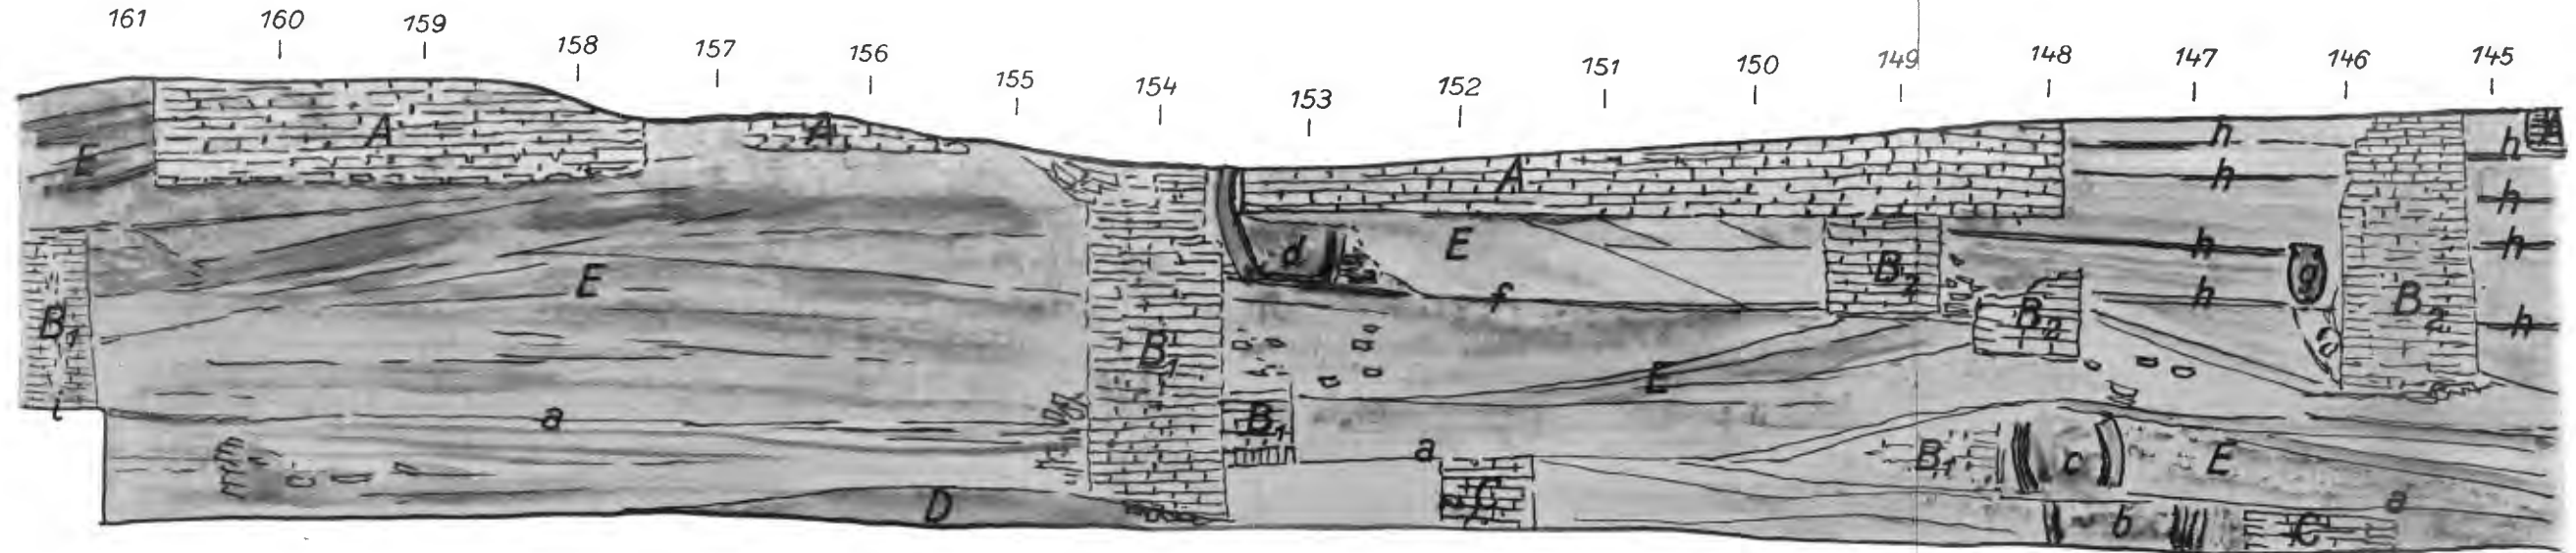 161 160 159 158 157 156 155 154 153 152 151 150 149 148 147 146 145
A A A h h
E h h
E d E B2 h g h
B1 E f B2 h B2 h
B1 E
i a B1 a B1 c E
D C b C a